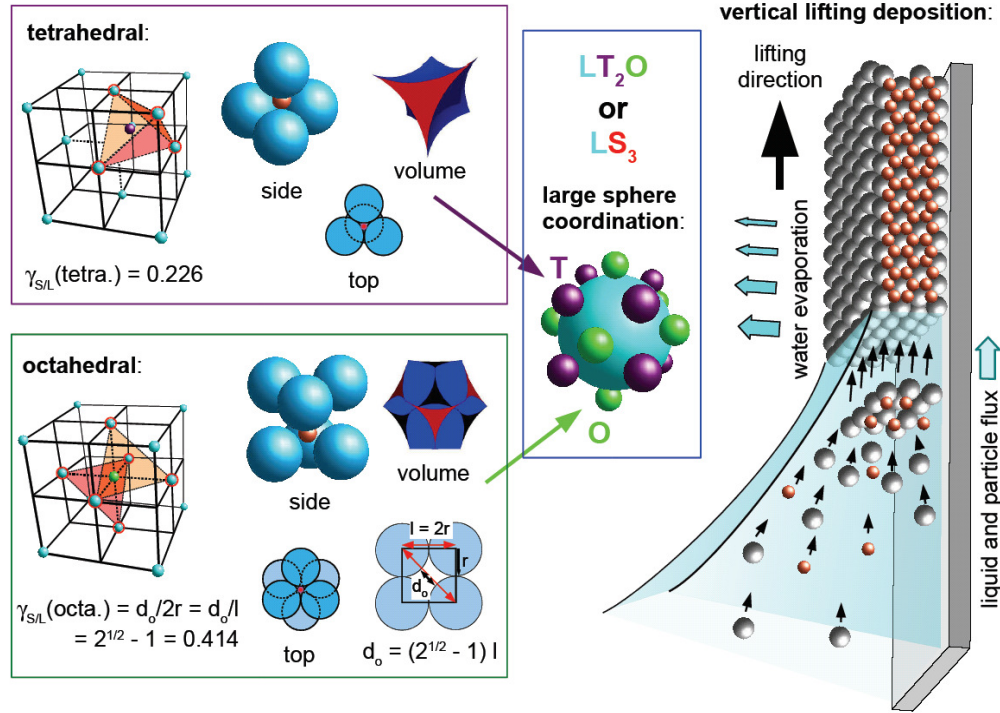 tetrahedral:
side
volume
top
γS/L(tetra.) = 0.226
octahedral:
side
volume
l = 2r
r
do
γS/L(octa.) = do/2r = do/l
= 2^1/2 - 1 = 0.414
top
do = (2^1/2 - 1) l
LT2O
or
LS3
large sphere
coordination:
T
O
vertical lifting deposition:
lifting
direction
water evaporation
liquid and particle flux